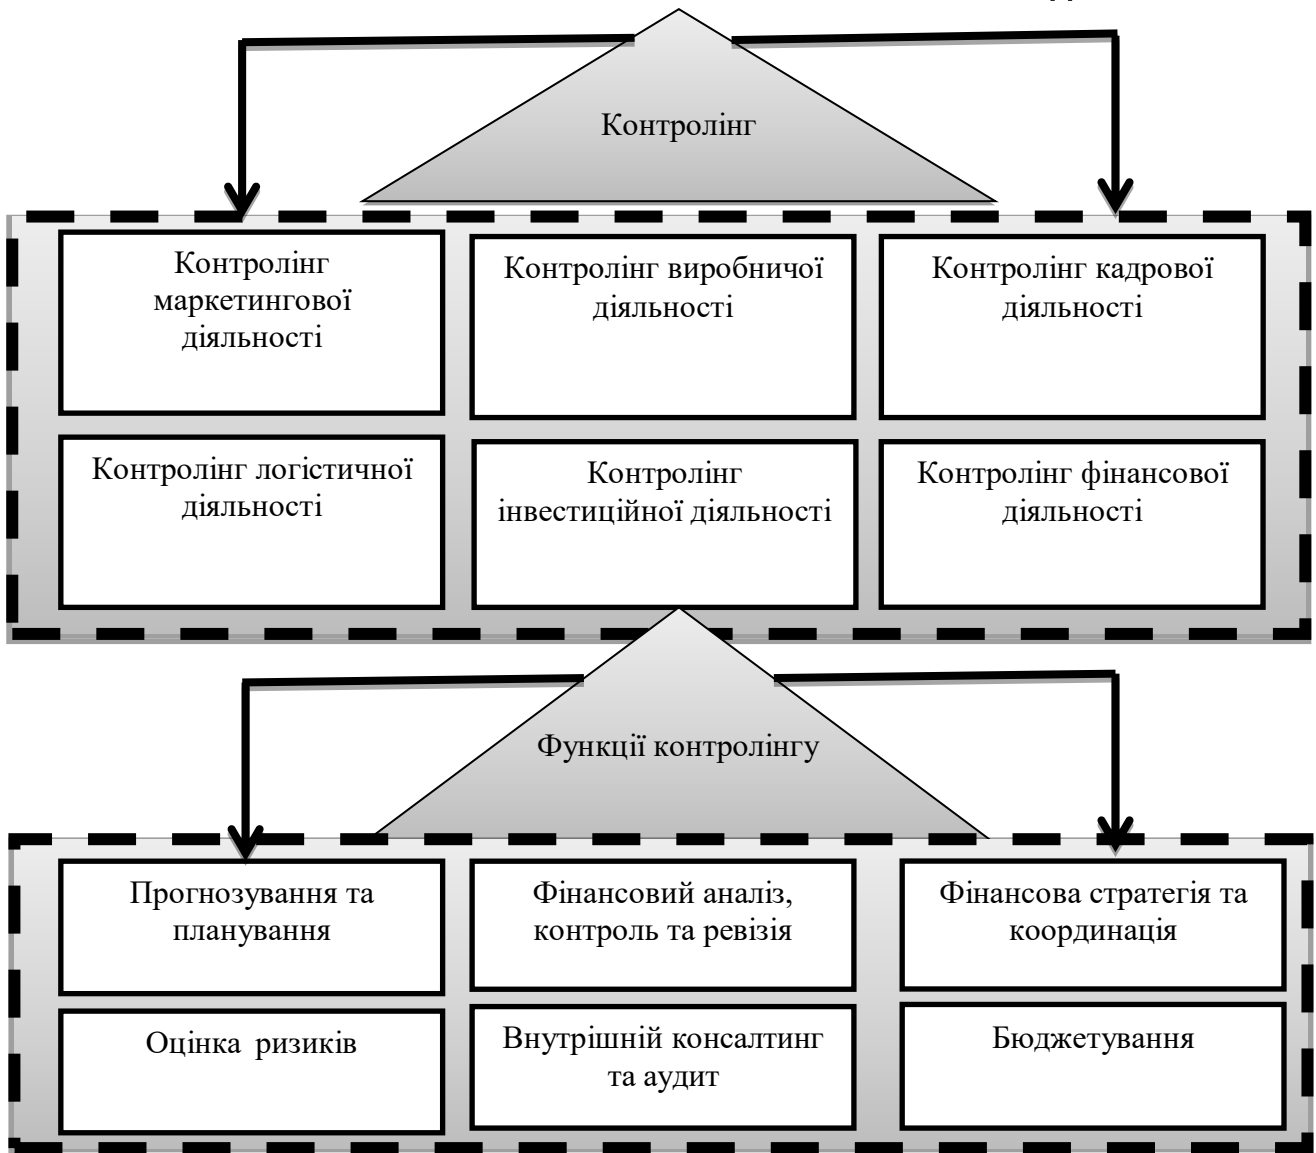 Контролінг
Контролінг
маркетингової
діяльності
Контролінг виробничої
діяльності
Контролінг кадрової
діяльності
Контролінг логістичної
діяльності
Контролінг
інвестиційної діяльності
Контролінг фінансової
діяльності
Функції контролінгу
Прогнозування та
планування
Фінансовий аналіз,
контроль та ревізія
Фінансова стратегія та
координація
Оцінка ризиків
Внутрішній консалтинг
та аудит
Бюджетування